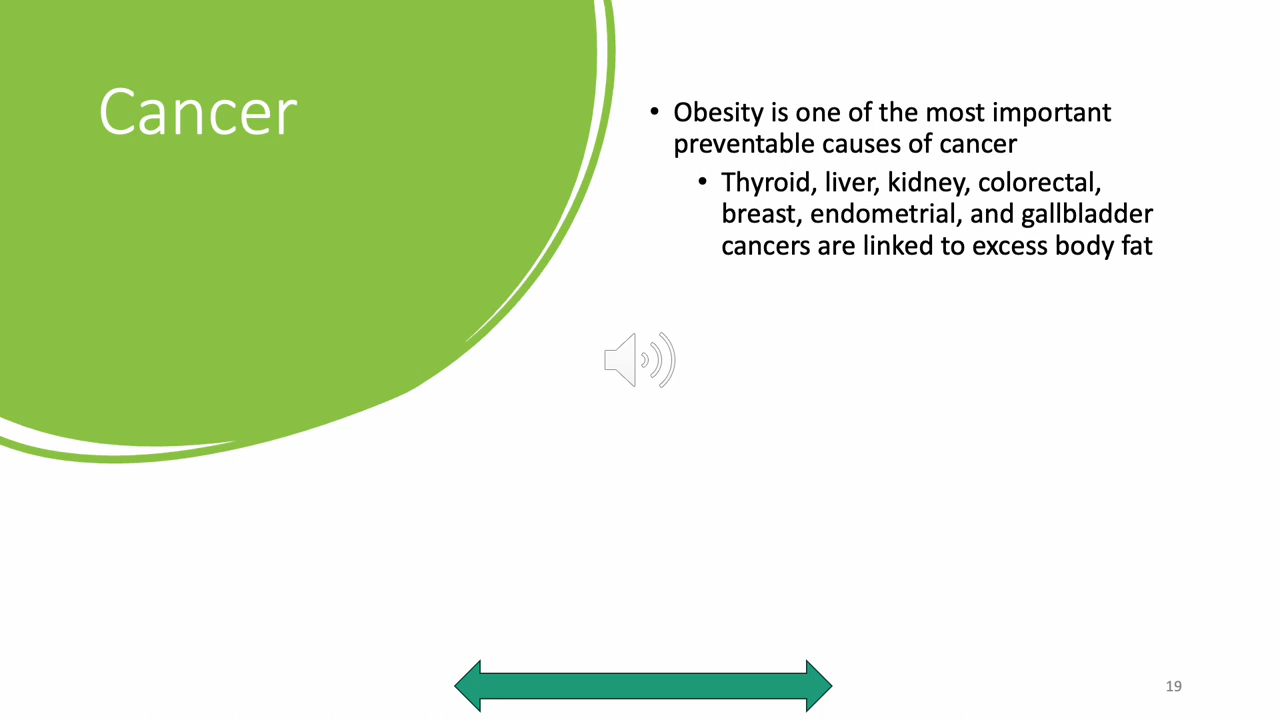 Cancer
• Obesity is one of the most important
preventable causes of cancer
• Thyroid, liver, kidney, colorectal,
breast, endometrial, and gallbladder
cancers are linked to excess body fat
19